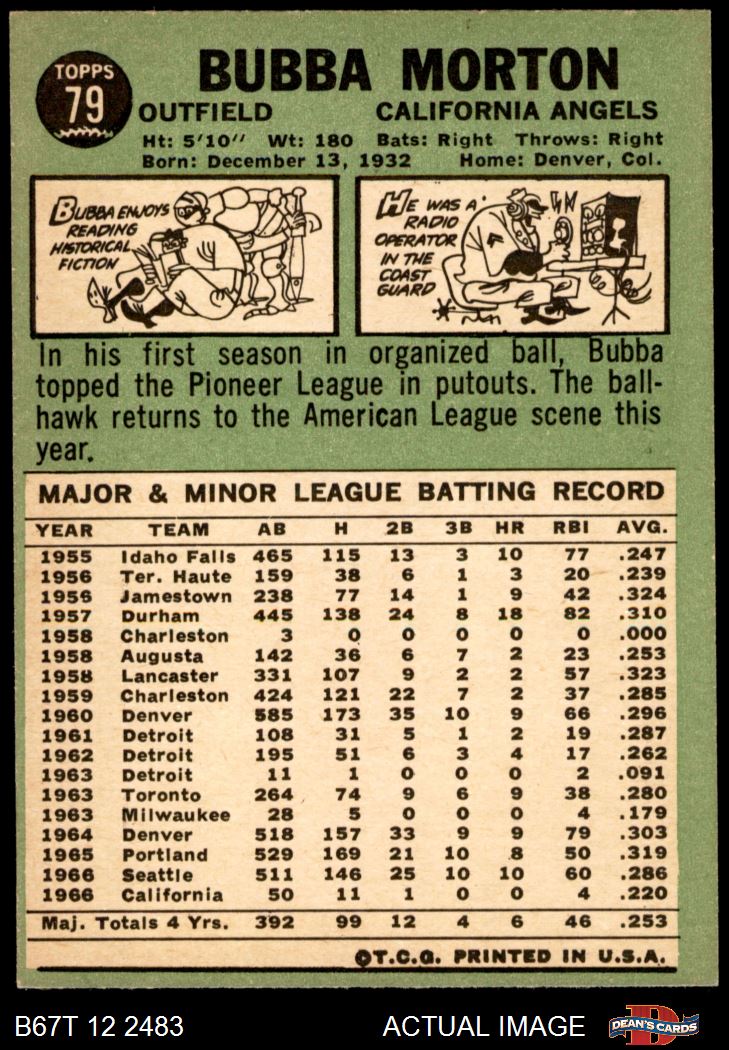 TOPPS
79
BUBBA MORTON
OUTFIELD CALIFORNIA ANGELS
Ht: 5'10" Wt: 180 Bats: Right Throws: Right
Born: December 13, 1932 Home: Denver, Col.
BUBBA ENJOYS
READING
HISTORICAL
FICTION
HE WAS A
RADIO
OPERATOR
IN THE
COAST
GUARD
In his first season in organized ball, Bubba
topped the Pioneer League in putouts. The ball-
hawk returns to the American League scene this
year.
MAJOR & MINOR LEAGUE BATTING RECORD
YEAR TEAM AB H 2B 3B HR RBI AVG.
1955 Idaho Falls 465 115 13 3 10 77 .247
1956 Ter. Haute 159 38 6 1 3 20 .239
1956 Jamestown 238 77 14 1 9 42 .324
1957 Durham 445 138 24 8 18 82 .310
1958 Charleston 3 0 0 0 0 0 .000
1958 Augusta 142 36 6 7 2 23 .253
1958 Lancaster 331 107 9 2 2 57 .323
1959 Charleston 424 121 22 7 2 37 .285
1960 Denver 585 173 35 10 9 66 .296
1961 Detroit 108 31 5 1 2 19 .287
1962 Detroit 195 51 6 3 4 17 .262
1963 Detroit 11 1 0 0 0 2 .091
1963 Toronto 264 74 9 6 9 38 .280
1963 Milwaukee 28 5 0 0 0 4 .179
1964 Denver 518 157 33 9 9 79 .303
1965 Portland 529 169 21 10 8 50 .319
1966 Seattle 511 146 25 10 10 60 .286
1966 California 50 11 1 0 0 4 .220
Maj. Totals 4 Yrs. 392 99 12 4 6 46 .253
©T.C.G. PRINTED IN U.S.A.
B67T 12 2483 ACTUAL IMAGE
D
DEAN'S CARDS